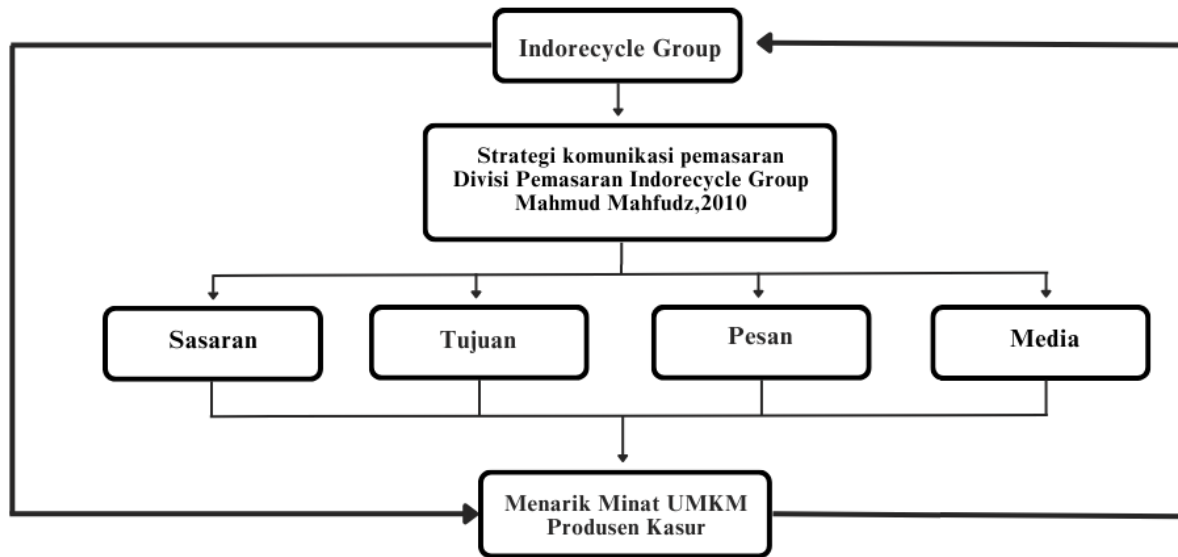 Indorecycle Group
Strategi komunikasi pemasaran
Divisi Pemasaran Indorecycle Group
Mahmud Mahfudz,2010
Sasaran
Tujuan
Pesan
Media
Menarik Minat UMKM
Produsen Kasur